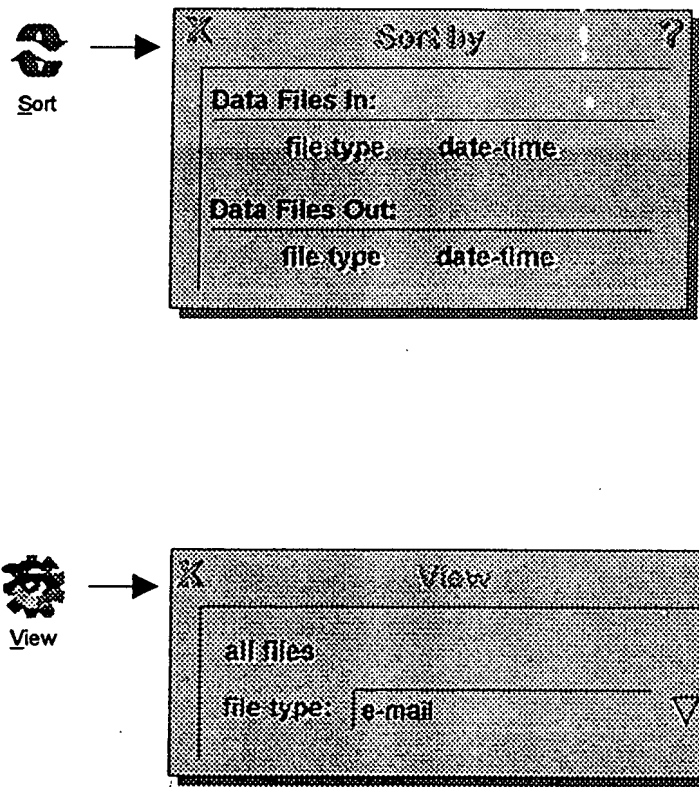 X Sort by ?
Sort
Data Files In:
file type date-time
Data Files Out:
file type date-time
X View
View
all files
file type: e-mail